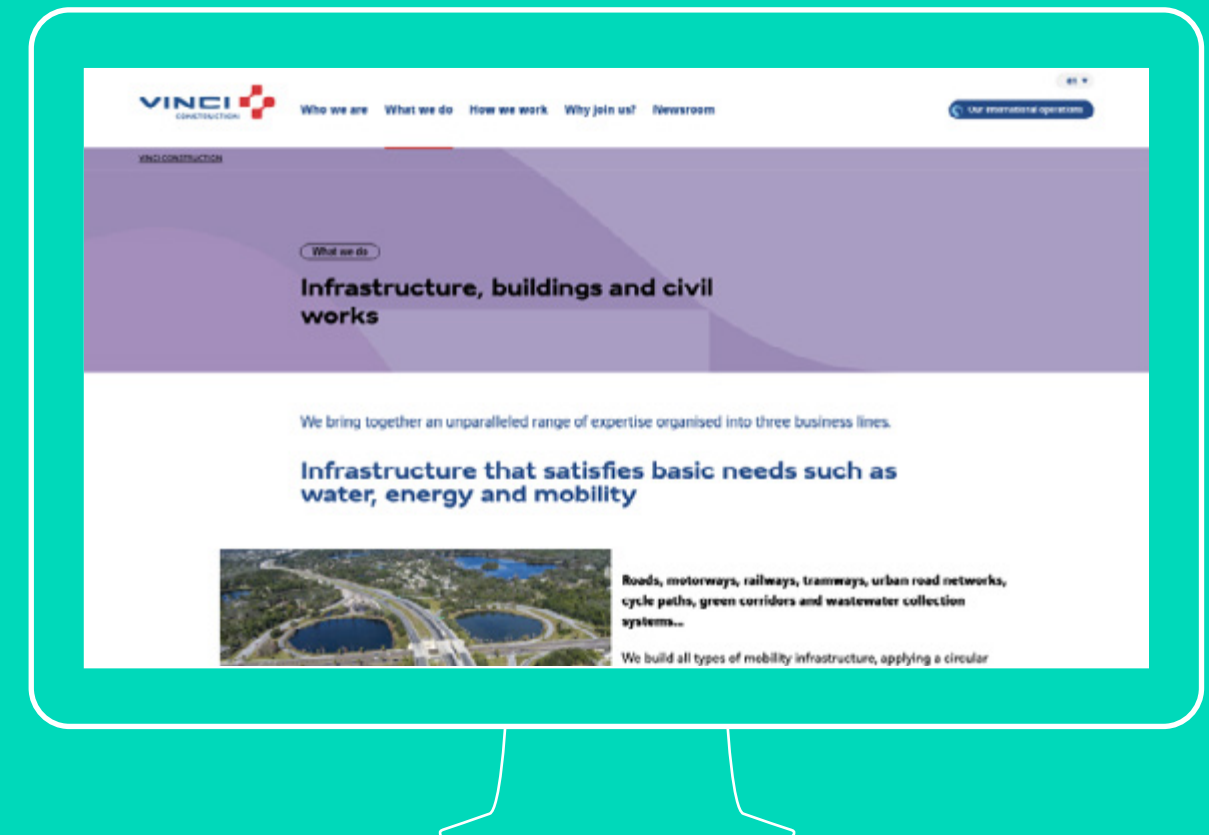 en
VINCI
CONSTRUCTION
Who we are What we do How we work Why join us? Newsroom
Our international operations
VINCI CONSTRUCTION
What we do
Infrastructure, buildings and civil
works
We bring together an unparalleled range of expertise organised into three business lines.
Infrastructure that satisfies basic needs such as
water, energy and mobility
Roads, motorways, railways, tramways, urban road networks,
cycle paths, green corridors and wastewater collection
systems...
We build all types of mobility infrastructure, applying a circular